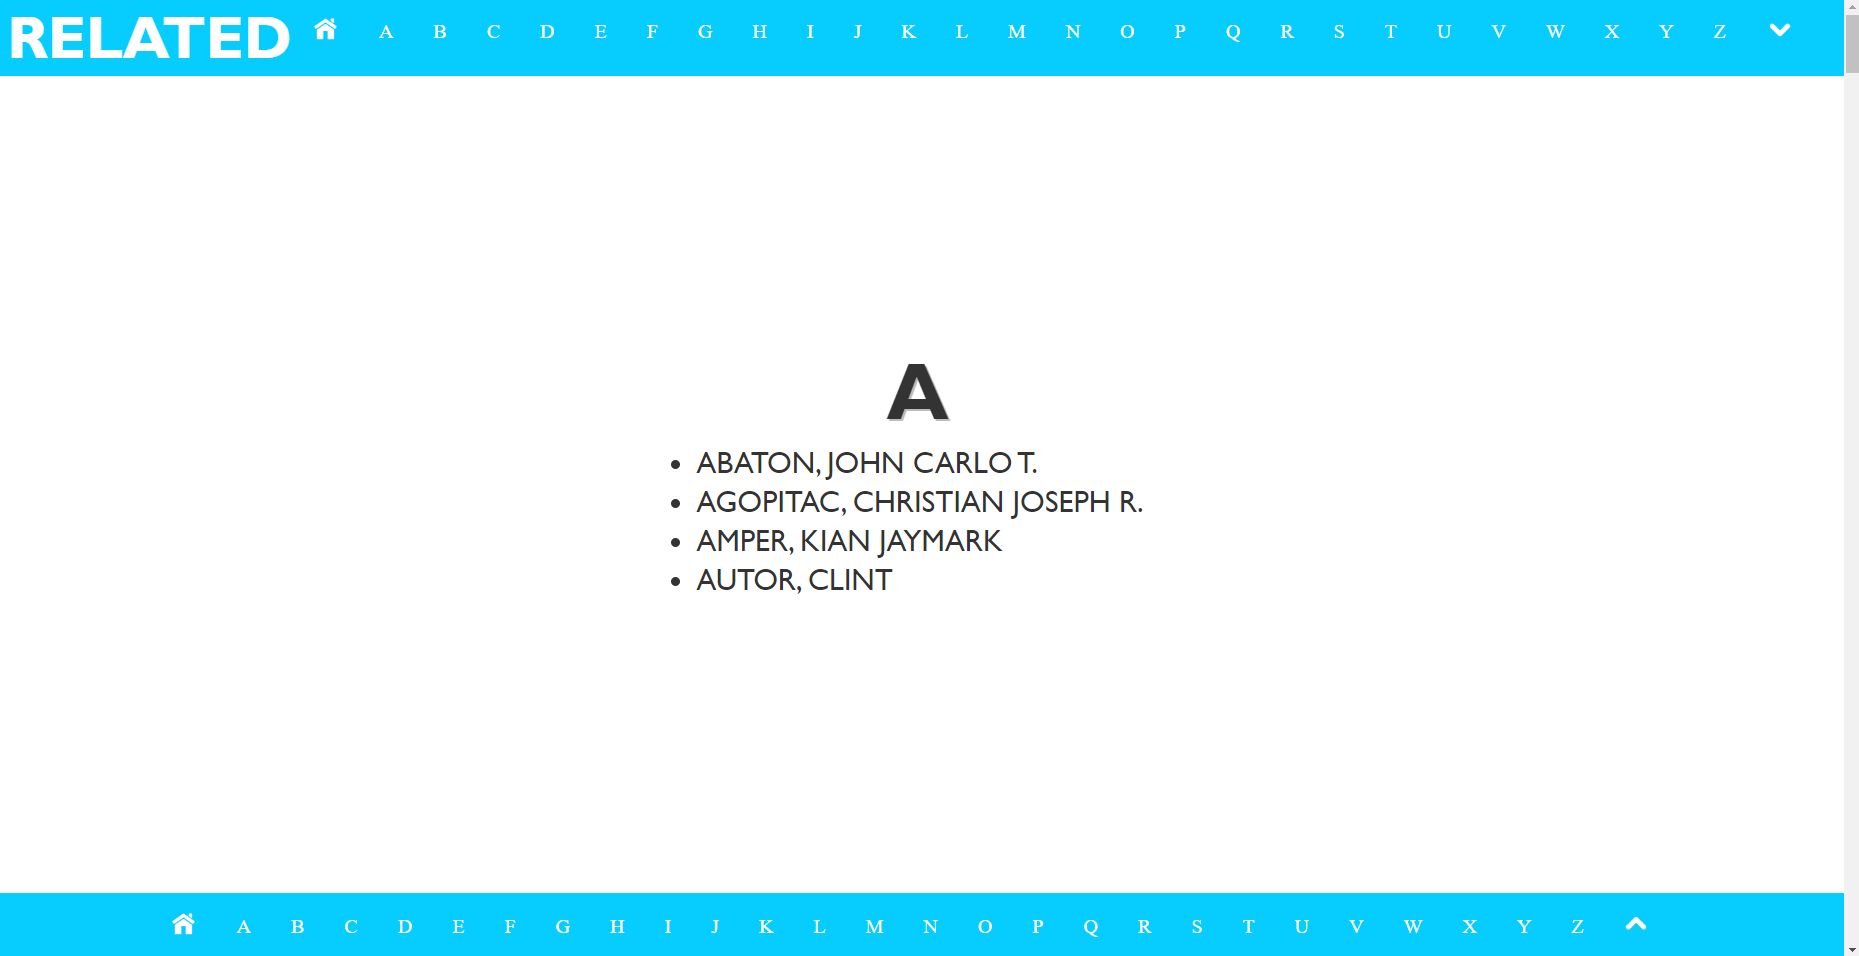 RELATED A B C D E F G H I J K L M N O P Q R S T U V W X Y Z
A
• ABATON, JOHN CARLO T.
• AGOPITAC, CHRISTIAN JOSEPH R.
• AMPER, KIAN JAYMARK
• AUTOR, CLINT
A B C D E F G H I J K L M N O P Q R S T U V W X Y Z